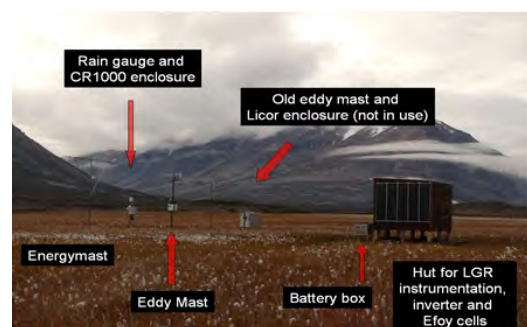 Rain gauge and
CR1000 enclosure
Old eddy mast and
Licor enclosure (not in use)
Energymast
Eddy Mast
Battery box
Hut for LGR
instrumentation,
inverter and
Efoy cells